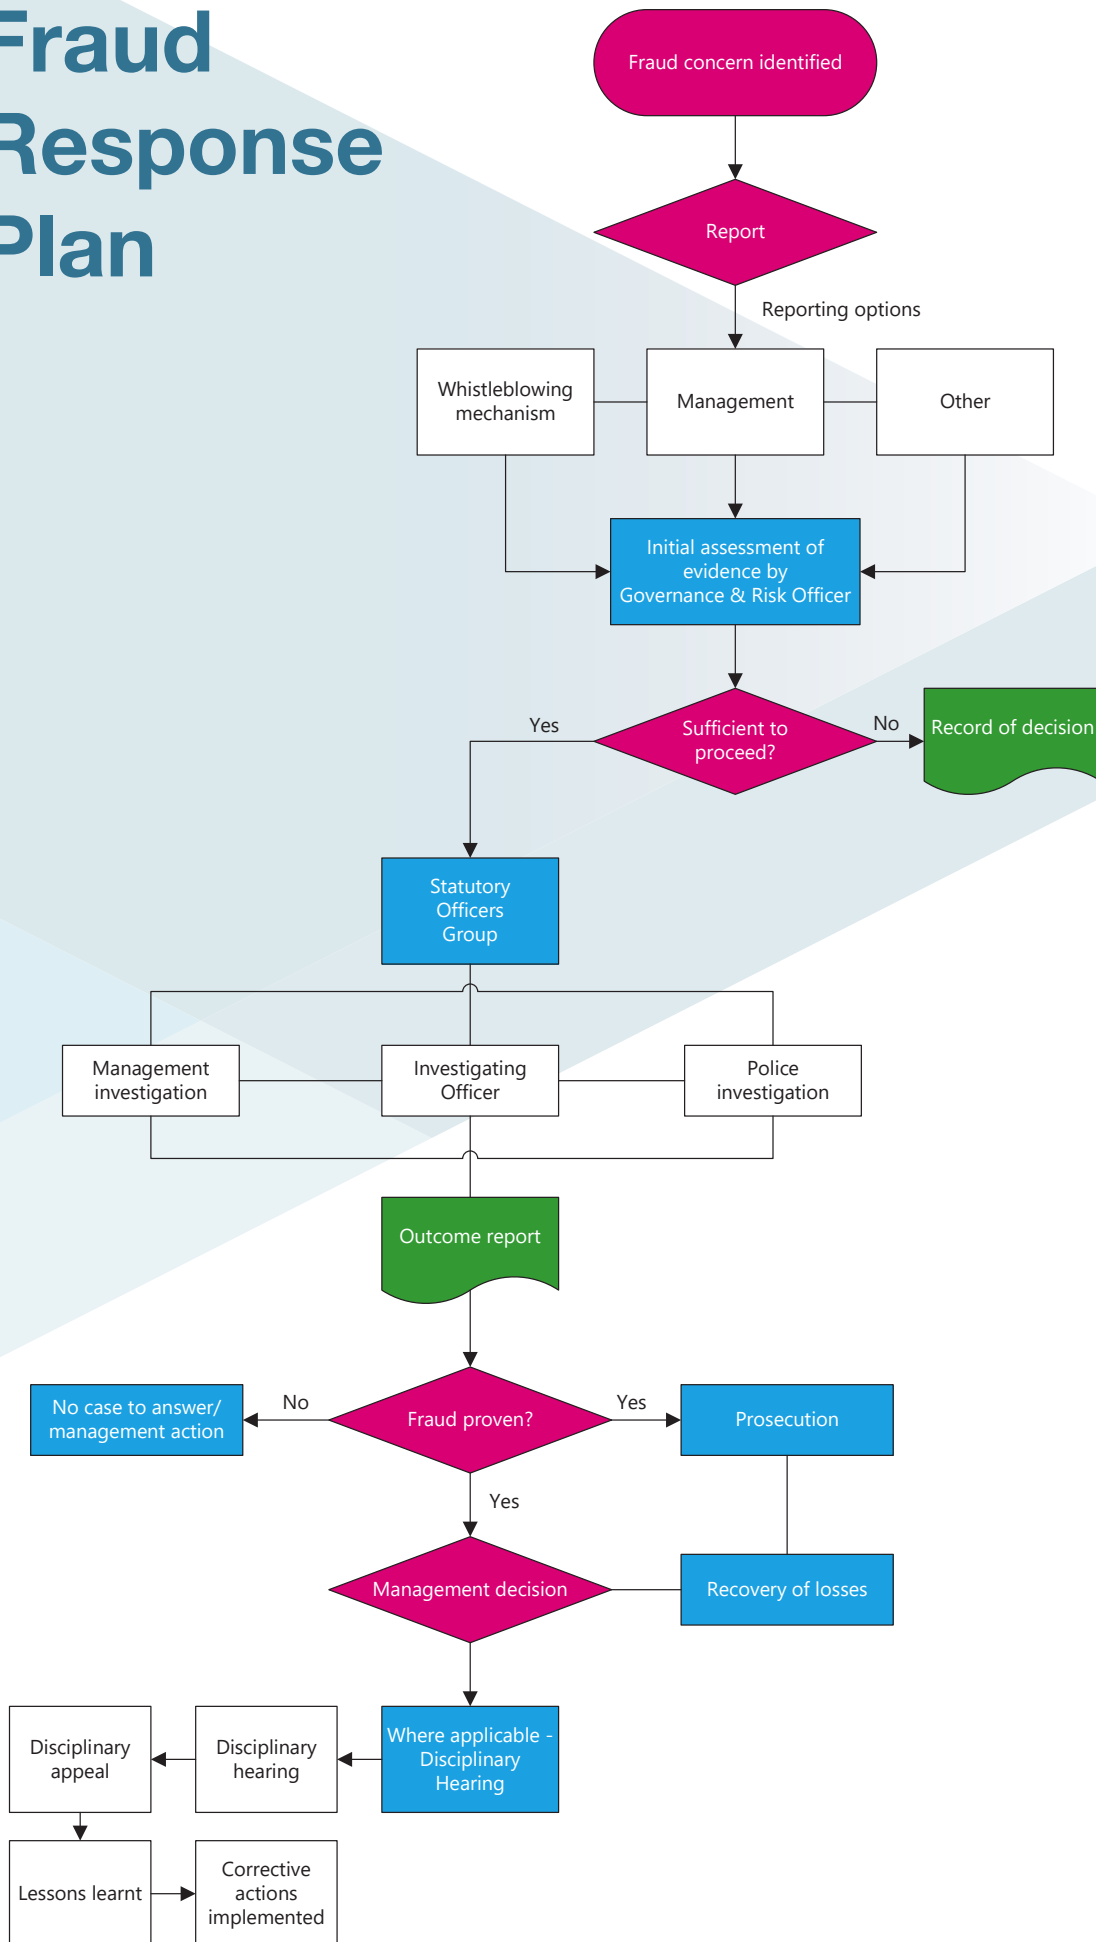 Fraud
Response
Plan
Fraud concern identified
Report
Reporting options
Whistleblowing
mechanism
Management
Other
Initial assessment of
evidence by
Governance & Risk Officer
Sufficient to
proceed?
Yes
No
Record of decision
Statutory
Officers
Group
Management
investigation
Investigating
Officer
Police
investigation
Outcome report
Fraud proven?
No
Yes
No case to answer/
management action
Prosecution
Yes
Management decision
Recovery of losses
Where applicable -
Disciplinary
Hearing
Disciplinary
hearing
Disciplinary
appeal
Lessons learnt
Corrective
actions
implemented